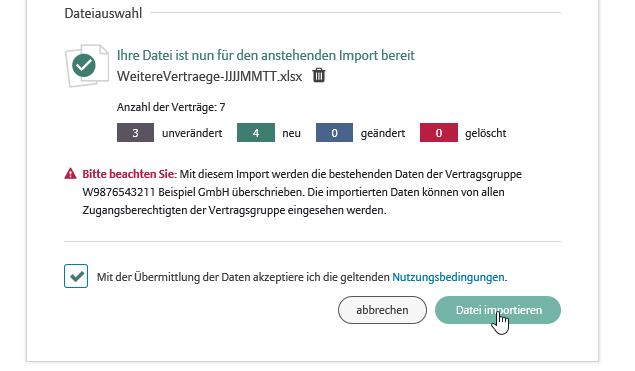 Dateiauswahl
Ihre Datei ist nun für den anstehenden Import bereit
WeitereVertraege-JJJJMMTT.xlsx
Anzahl der Verträge: 7
3 unverändert 4 neu 0 geändert 0 gelöscht
Bitte beachten Sie: Mit diesem Import werden die bestehenden Daten der Vertragsgruppe
W9876543211 Beispiel GmbH überschrieben. Die importierten Daten können von allen
Zugangsberechtigten der Vertragsgruppe eingesehen werden.
Mit der Übermittlung der Daten akzeptiere ich die geltenden Nutzungsbedingungen.
abbrechen Datei importieren